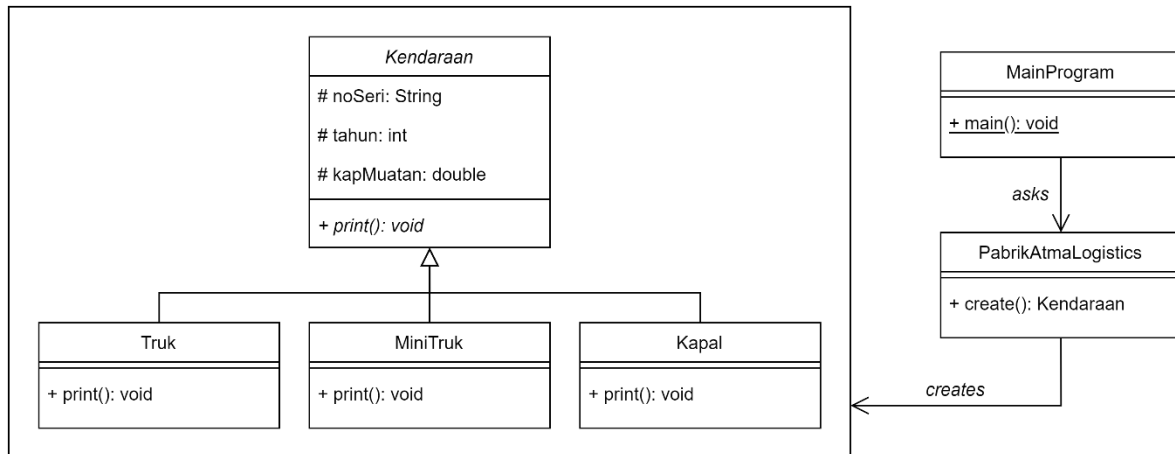 Kendaraan
# noSeri: String
# tahun: int
# kapMuatan: double
+ print(): void
Truk
+ print(): void
MiniTruk
+ print(): void
Kapal
+ print(): void
MainProgram
+ main(): void
asks
PabrikAtmaLogistics
+ create(): Kendaraan
creates